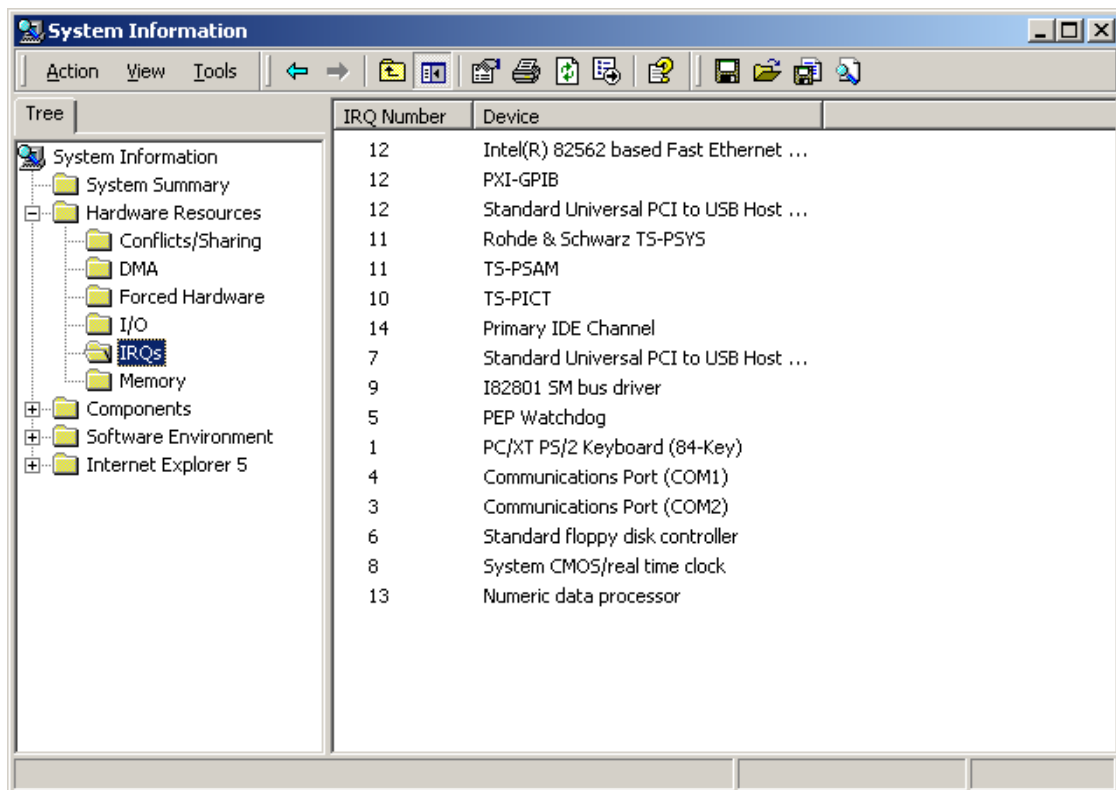 System Information
Action View Tools
Tree
System Information
System Summary
Hardware Resources
Conflicts/Sharing
DMA
Forced Hardware
I/O
IRQs
Memory
Components
Software Environment
Internet Explorer 5
IRQ Number Device
12 Intel(R) 82562 based Fast Ethernet ...
12 PXI-GPIB
12 Standard Universal PCI to USB Host ...
11 Rohde & Schwarz TS-PSYS
11 TS-PSAM
10 TS-PICT
14 Primary IDE Channel
7 Standard Universal PCI to USB Host ...
9 I82801 SM bus driver
5 PEP Watchdog
1 PC/XT PS/2 Keyboard (84-Key)
4 Communications Port (COM1)
3 Communications Port (COM2)
6 Standard floppy disk controller
8 System CMOS/real time clock
13 Numeric data processor